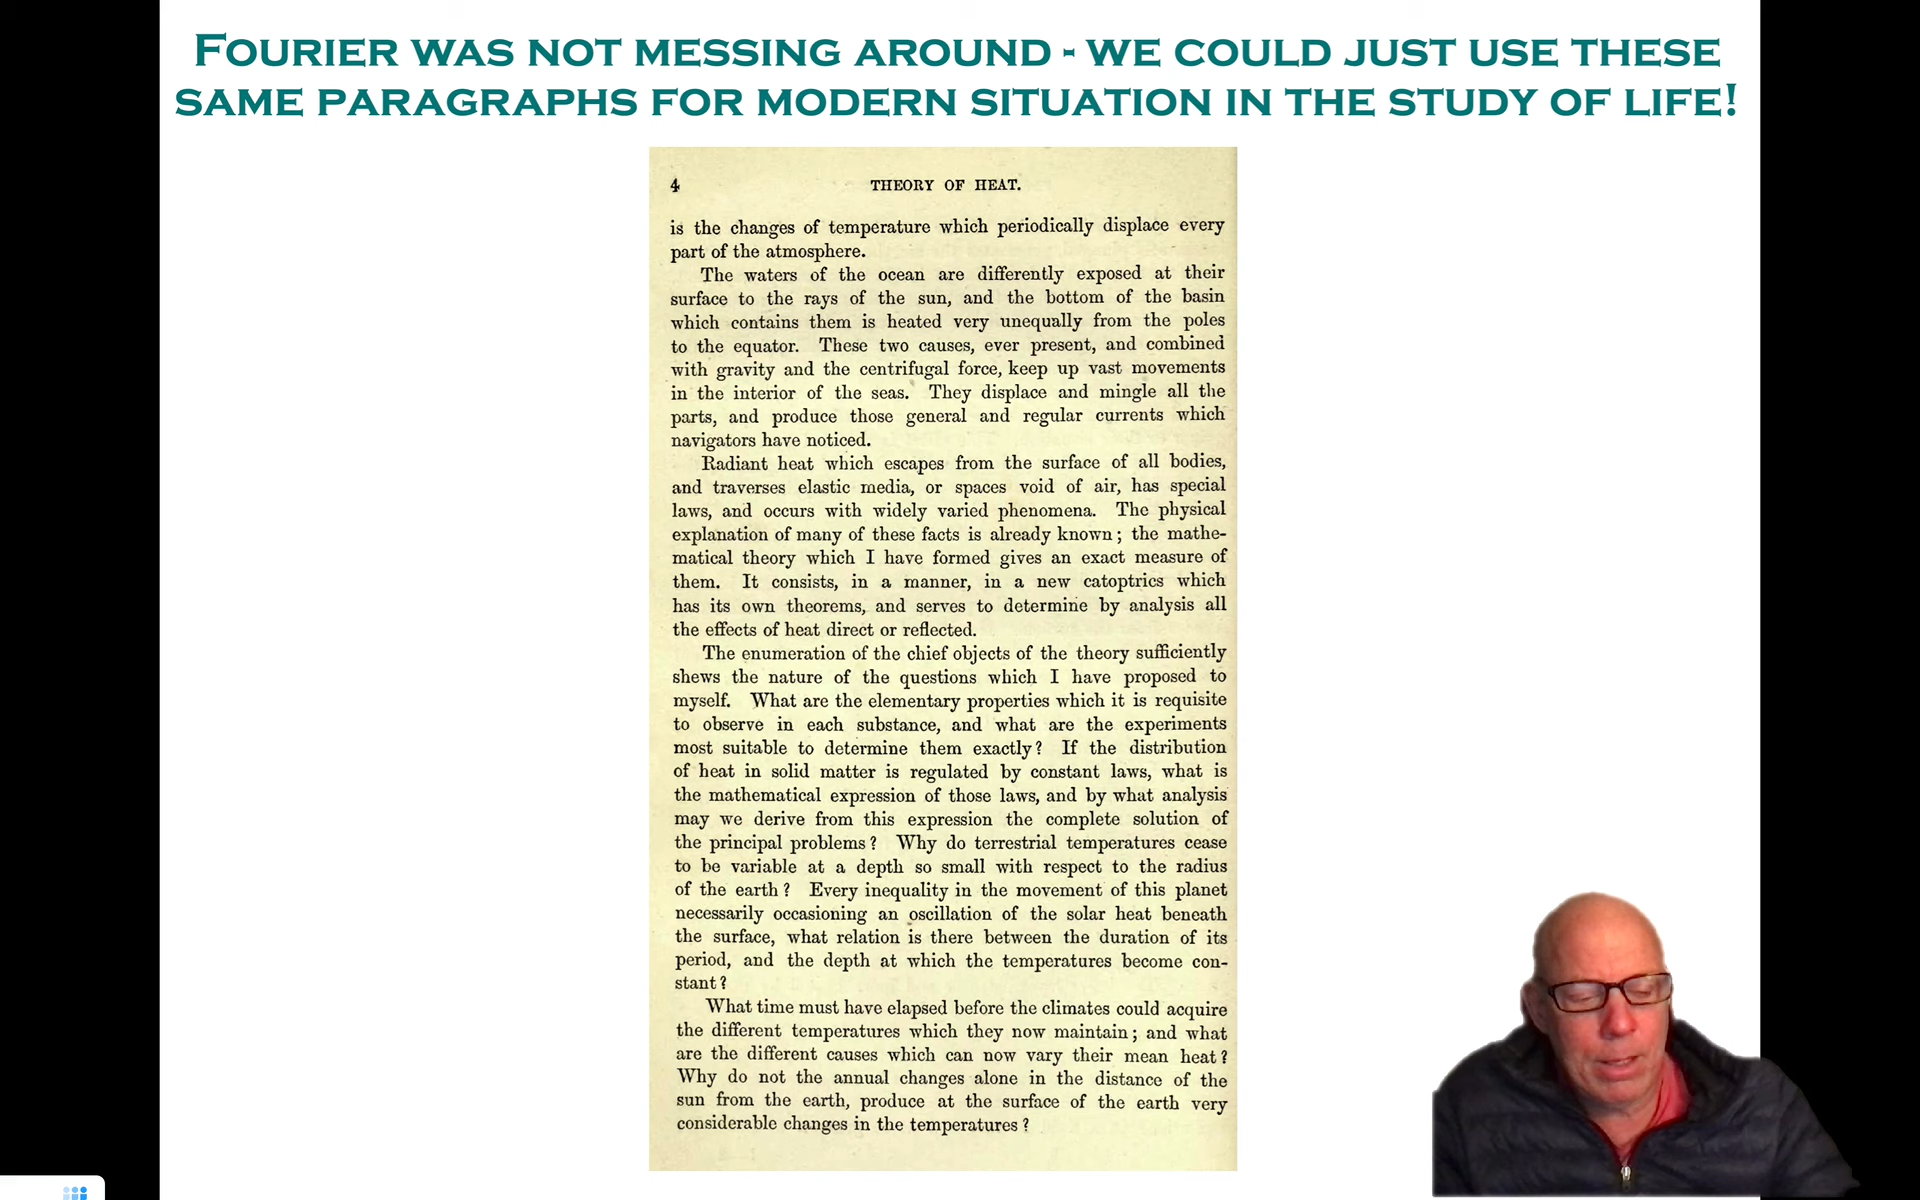 FOURIER WAS NOT MESSING AROUND - WE COULD JUST USE THESE
SAME PARAGRAPHS FOR MODERN SITUATION IN THE STUDY OF LIFE!
4 THEORY OF HEAT.
is the changes of temperature which periodically displace every
part of the atmosphere.
The waters of the ocean are differently exposed at their
surface to the rays of the sun, and the bottom of the basin
which contains them is heated very unequally from the poles
to the equator. These two causes, ever present, and combined
with gravity and the centrifugal force, keep up vast movements
in the interior of the seas. They displace and mingle all the
parts, and produce those general and regular currents which
navigators have noticed.
Radiant heat which escapes from the surface of all bodies,
and traverses elastic media, or spaces void of air, has special
laws, and occurs with widely varied phenomena. The physical
explanation of many of these facts is already known; the mathe-
matical theory which I have formed gives an exact measure of
them. It consists, in a manner, in a new catoptrics which
has its own theorems, and serves to determine by analysis all
the effects of heat direct or reflected.
The enumeration of the chief objects of the theory sufficiently
shews the nature of the questions which I have proposed to
myself. What are the elementary properties which it is requisite
to observe in each substance, and what are the experiments
most suitable to determine them exactly? If the distribution
of heat in solid matter is regulated by constant laws, what is
the mathematical expression of those laws, and by what analysis
may we derive from this expression the complete solution of
the principal problems? Why do terrestrial temperatures cease
to be variable at a depth so small with respect to the radius
of the earth? Every inequality in the movement of this planet
necessarily occasioning an oscillation of the solar heat beneath
the surface, what relation is there between the duration of its
period, and the depth at which the temperatures become con-
stant?
What time must have elapsed before the climates could acquire
the different temperatures which they now maintain; and what
are the different causes which can now vary their mean heat?
Why do not the annual changes alone in the distance of the
sun from the earth, produce at the surface of the earth very
considerable changes in the temperatures?